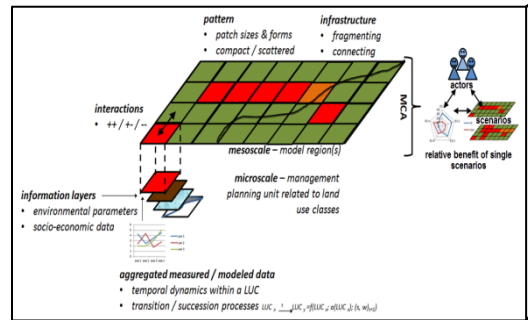 pattern
• patch sizes & forms
• compact / scattered
infrastructure
• fragmenting
• connecting
interactions
• ++ / +- / --
MCA
actors
scenarios
relative benefit of single
scenarios
mesoscale – model region(s)
microscale – management
planning unit related to land
use classes
information layers
• environmental parameters
• socio-economic data
aggregated measured / modeled data
• temporal dynamics within a LUC
• transition / succession processes